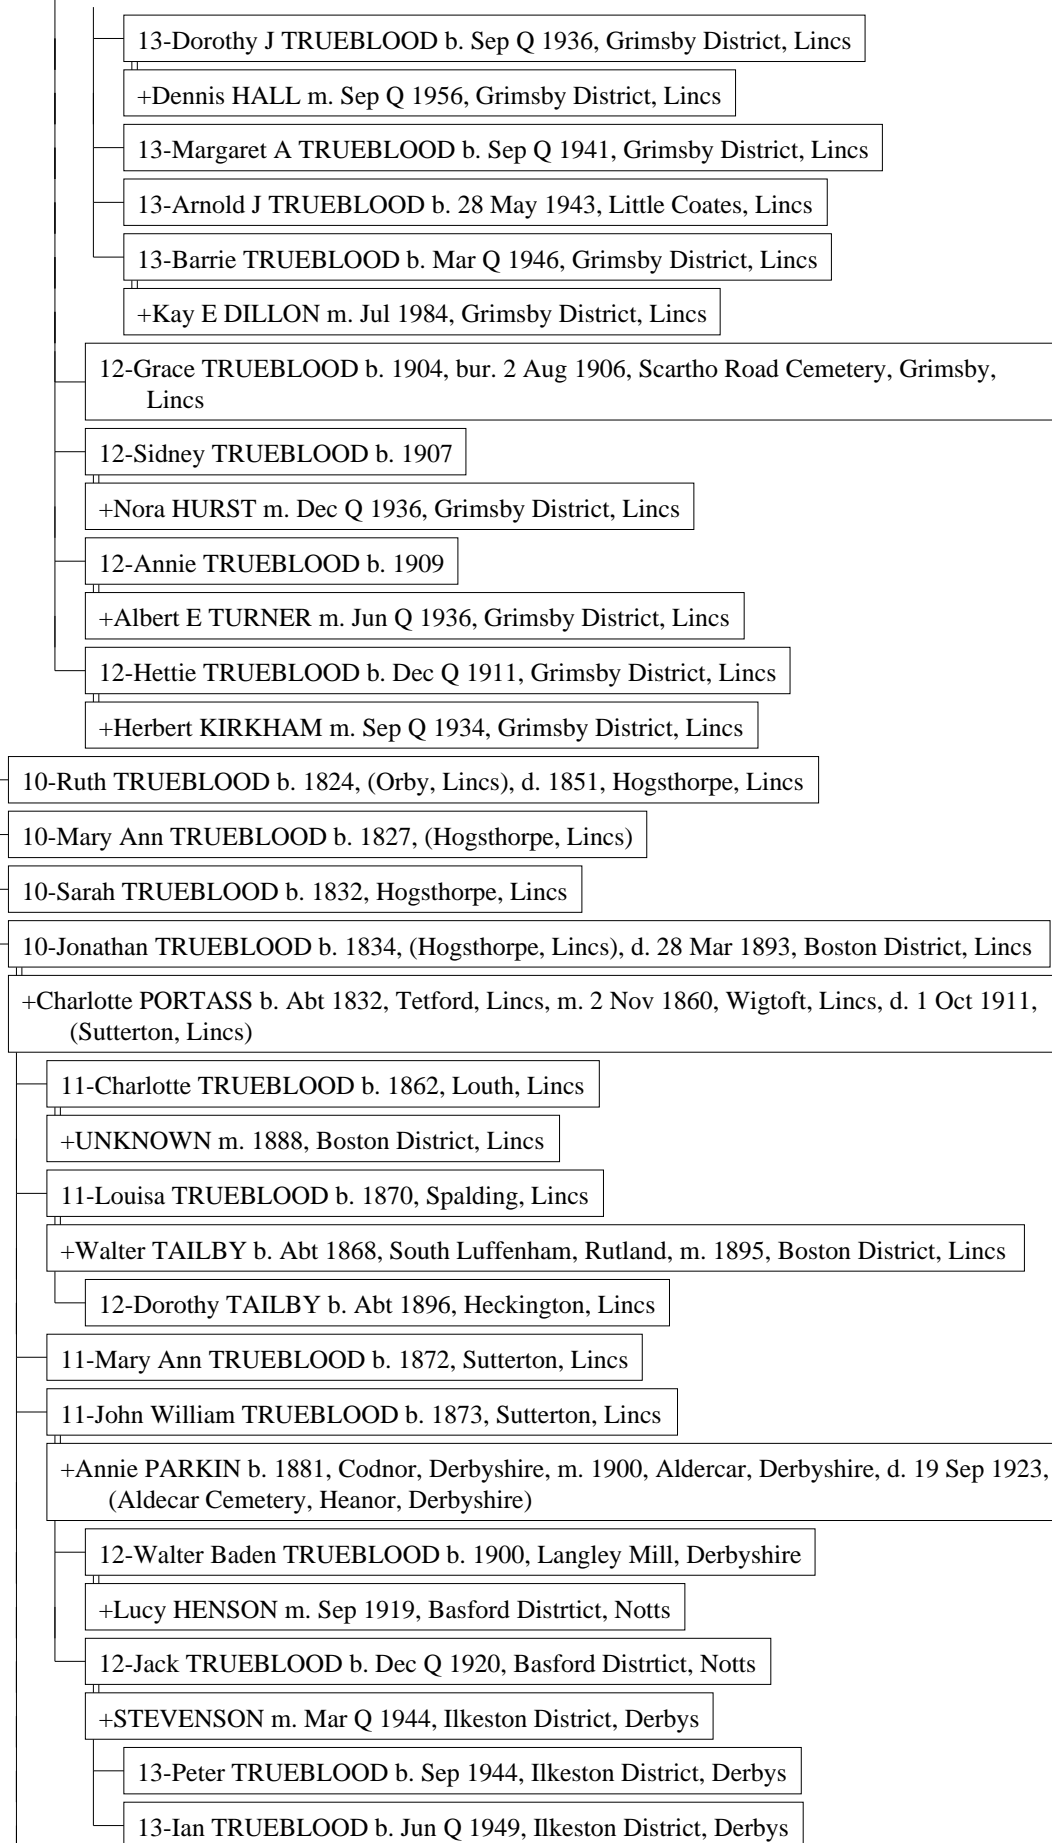 13-Dorothy J TRUEBLOOD b. Sep Q 1936, Grimsby District, Lincs
+Dennis HALL m. Sep Q 1956, Grimsby District, Lincs
13-Margaret A TRUEBLOOD b. Sep Q 1941, Grimsby District, Lincs
13-Arnold J TRUEBLOOD b. 28 May 1943, Little Coates, Lincs
13-Barrie TRUEBLOOD b. Mar Q 1946, Grimsby District, Lincs
+Kay E DILLON m. Jul 1984, Grimsby District, Lincs
12-Grace TRUEBLOOD b. 1904, bur. 2 Aug 1906, Scartho Road Cemetery, Grimsby,
Lincs
12-Sidney TRUEBLOOD b. 1907
+Nora HURST m. Dec Q 1936, Grimsby District, Lincs
12-Annie TRUEBLOOD b. 1909
+Albert E TURNER m. Jun Q 1936, Grimsby District, Lincs
12-Hettie TRUEBLOOD b. Dec Q 1911, Grimsby District, Lincs
+Herbert KIRKHAM m. Sep Q 1934, Grimsby District, Lincs
10-Ruth TRUEBLOOD b. 1824, (Orby, Lincs), d. 1851, Hogsthorpe, Lincs
10-Mary Ann TRUEBLOOD b. 1827, (Hogsthorpe, Lincs)
10-Sarah TRUEBLOOD b. 1832, Hogsthorpe, Lincs
10-Jonathan TRUEBLOOD b. 1834, (Hogsthorpe, Lincs), d. 28 Mar 1893, Boston District, Lincs
+Charlotte PORTASS b. Abt 1832, Tetford, Lincs, m. 2 Nov 1860, Wigtoft, Lincs, d. 1 Oct 1911,
(Sutterton, Lincs)
11-Charlotte TRUEBLOOD b. 1862, Louth, Lincs
+UNKNOWN m. 1888, Boston District, Lincs
11-Louisa TRUEBLOOD b. 1870, Spalding, Lincs
+Walter TAILBY b. Abt 1868, South Luffenham, Rutland, m. 1895, Boston District, Lincs
12-Dorothy TAILBY b. Abt 1896, Heckington, Lincs
11-Mary Ann TRUEBLOOD b. 1872, Sutterton, Lincs
11-John William TRUEBLOOD b. 1873, Sutterton, Lincs
+Annie PARKIN b. 1881, Codnor, Derbyshire, m. 1900, Aldercar, Derbyshire, d. 19 Sep 1923,
(Aldecar Cemetery, Heanor, Derbyshire)
12-Walter Baden TRUEBLOOD b. 1900, Langley Mill, Derbyshire
+Lucy HENSON m. Sep 1919, Basford Distrtict, Notts
12-Jack TRUEBLOOD b. Dec Q 1920, Basford Distrtict, Notts
+STEVENSON m. Mar Q 1944, Ilkeston District, Derbys
13-Peter TRUEBLOOD b. Sep 1944, Ilkeston District, Derbys
13-Ian TRUEBLOOD b. Jun Q 1949, Ilkeston District, Derbys